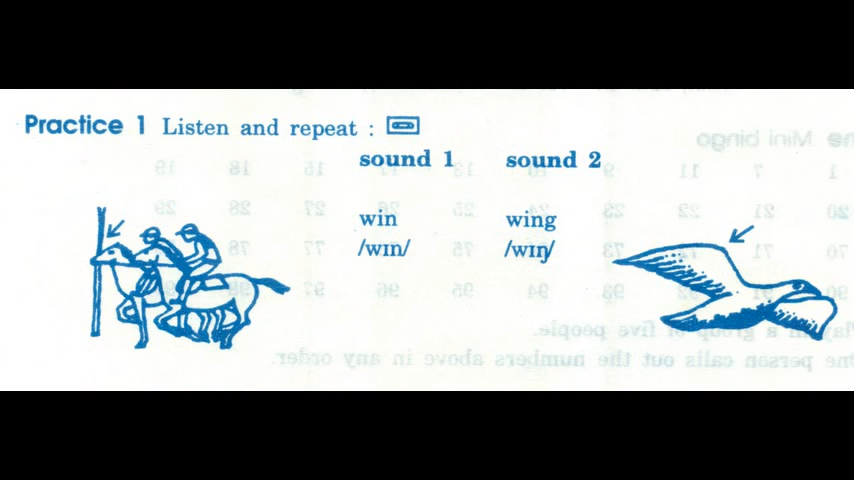 Practice 1 Listen and repeat :
sound 1 sound 2
win wing
/wɪn/ /wɪŋ/